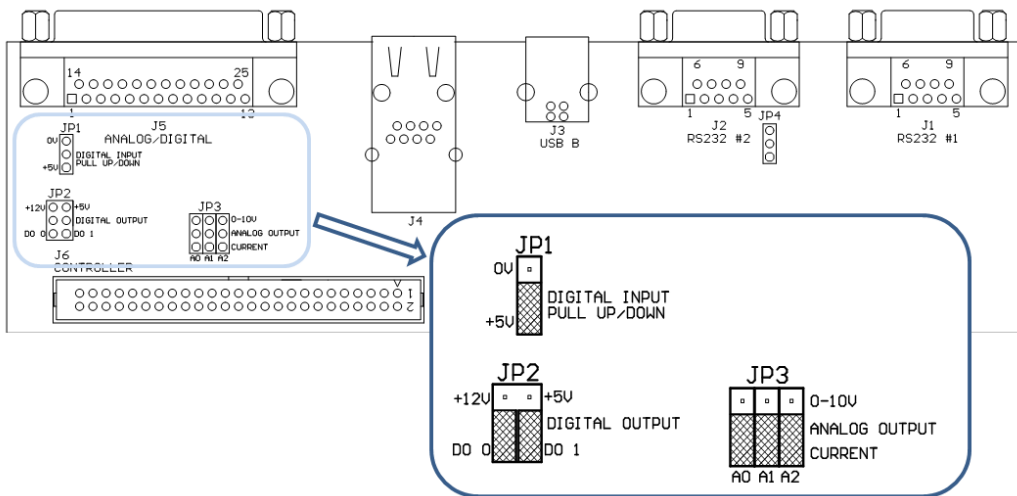 14 25
1 13
J5
ANALOG/DIGITAL
JP1
0V
DIGITAL INPUT
PULL UP/DOWN
+5V
JP2
+12V +5V
DIGITAL OUTPUT
DO 0 DO 1
JP3
0-10V
ANALOG OUTPUT
CURRENT
A0 A1 A2
J6
CONTROLLER
1
2
J4
J3
USB B
6 9
1 5
J2
RS232 #2
JP4
6 9
1 5
J1
RS232 #1
JP1
0V
DIGITAL INPUT
PULL UP/DOWN
+5V
JP2
+12V +5V
DIGITAL OUTPUT
DO 0 DO 1
JP3
0-10V
ANALOG OUTPUT
CURRENT
A0 A1 A2